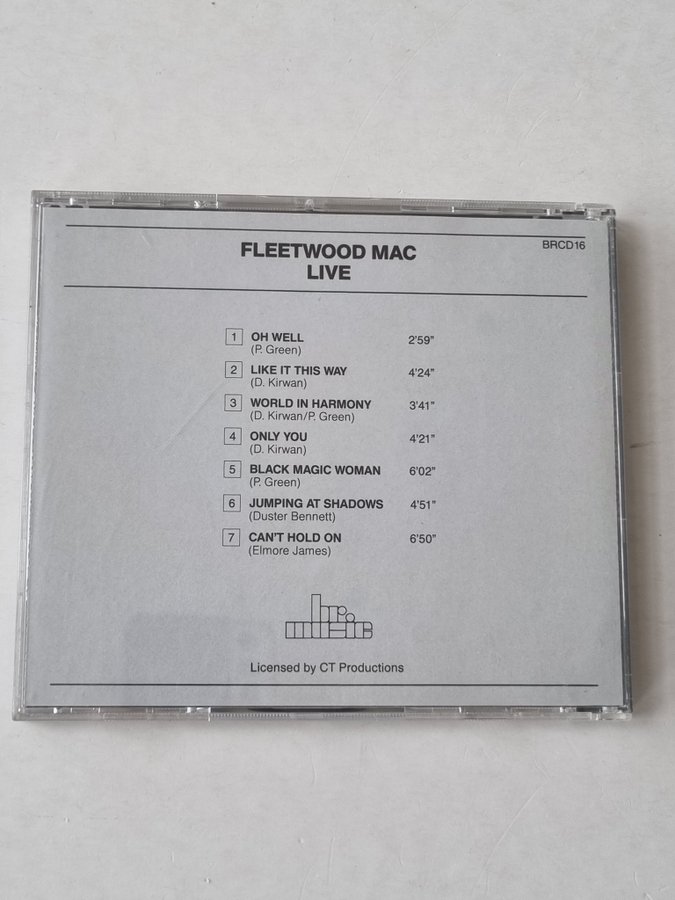 FLEETWOOD MAC
LIVE
BRCD16
1 OH WELL 2'59"
(P. Green)
2 LIKE IT THIS WAY 4'24"
(D. Kirwan)
3 WORLD IN HARMONY 3'41"
(D. Kirwan/P. Green)
4 ONLY YOU 4'21"
(D. Kirwan)
5 BLACK MAGIC WOMAN 6'02"
(P. Green)
6 JUMPING AT SHADOWS 4'51"
(Duster Bennett)
7 CAN'T HOLD ON 6'50"
(Elmore James)
br.
music
Licensed by CT Productions